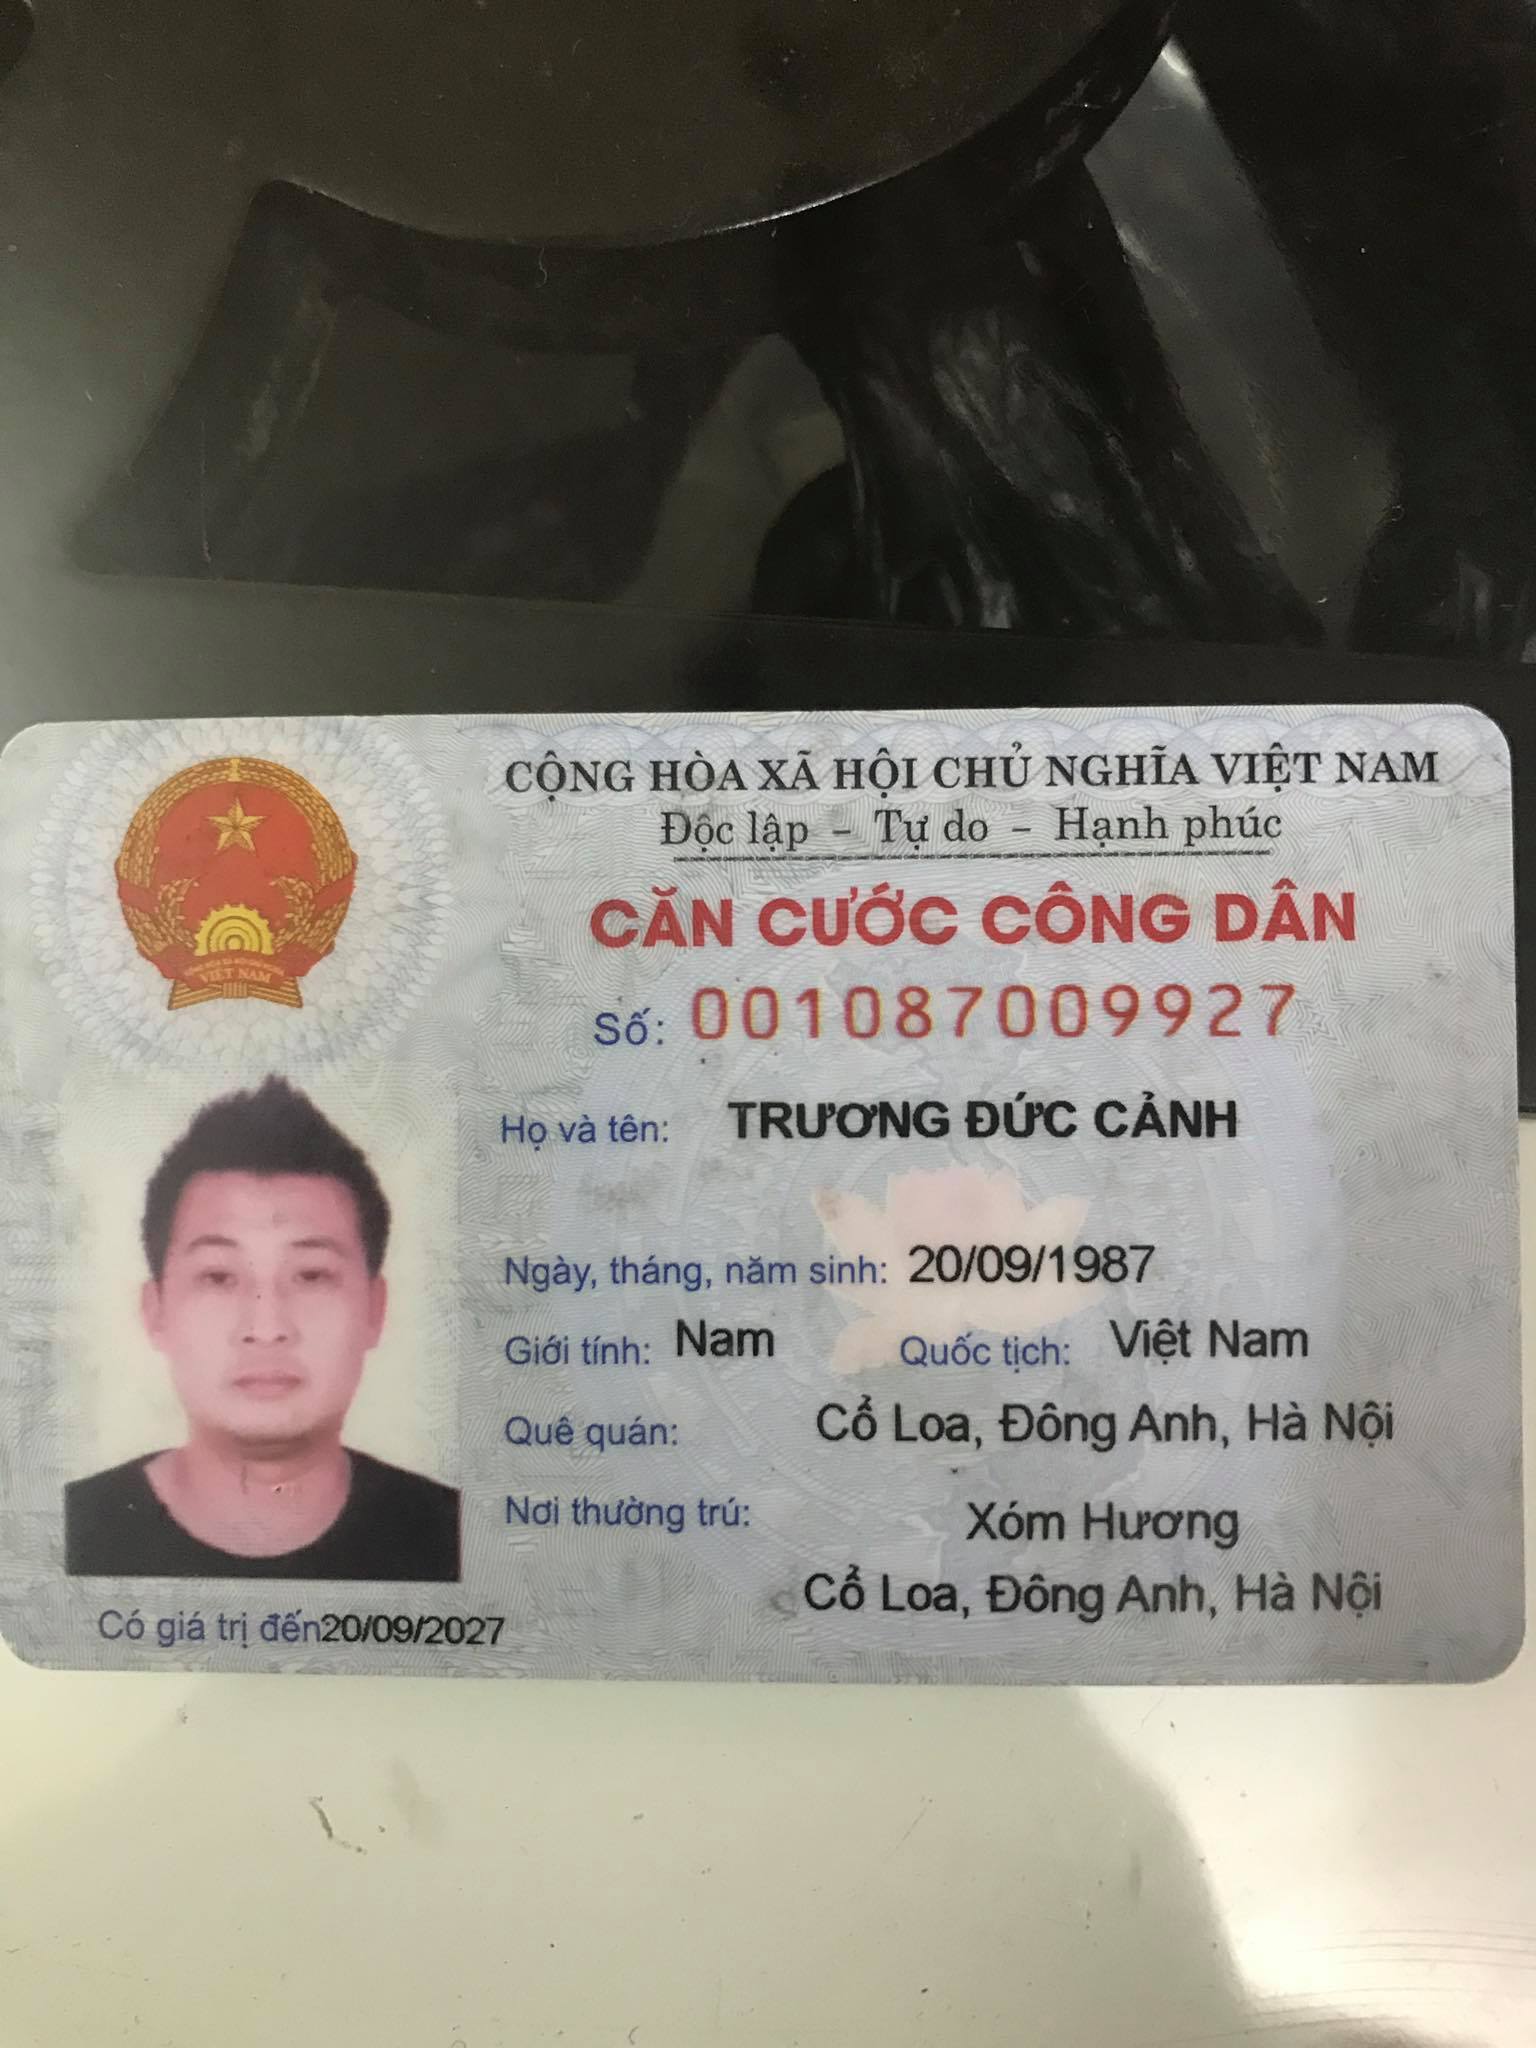 CỘNG HÒA XÃ HỘI CHỦ NGHĨA VIỆT NAM
Độc lập – Tự do – Hạnh phúc
CĂN CƯỚC CÔNG DÂN
Số: 001087009927
Họ và tên: TRƯƠNG ĐỨC CẢNH
Ngày, tháng, năm sinh: 20/09/1987
Giới tính: Nam Quốc tịch: Việt Nam
Quê quán: Cổ Loa, Đông Anh, Hà Nội
Nơi thường trú: Xóm Hương
Cổ Loa, Đông Anh, Hà Nội
Có giá trị đến 20/09/2027
VIỆT NAM